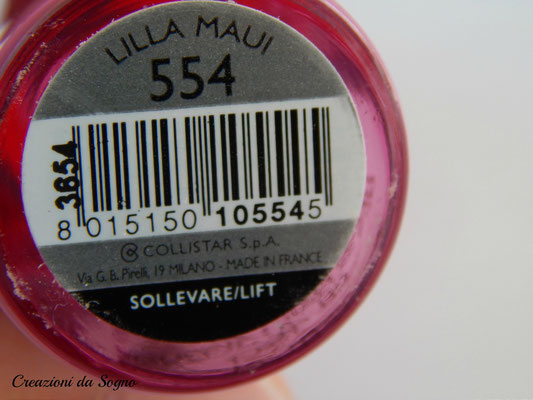 LILLA MAUI
554
3654
8 015150 105545
COLLISTAR S.p.A.
Via G. B. Pirelli, 19 MILANO - MADE IN FRANCE
SOLLEVARE/LIFT
Creazioni da Sogno